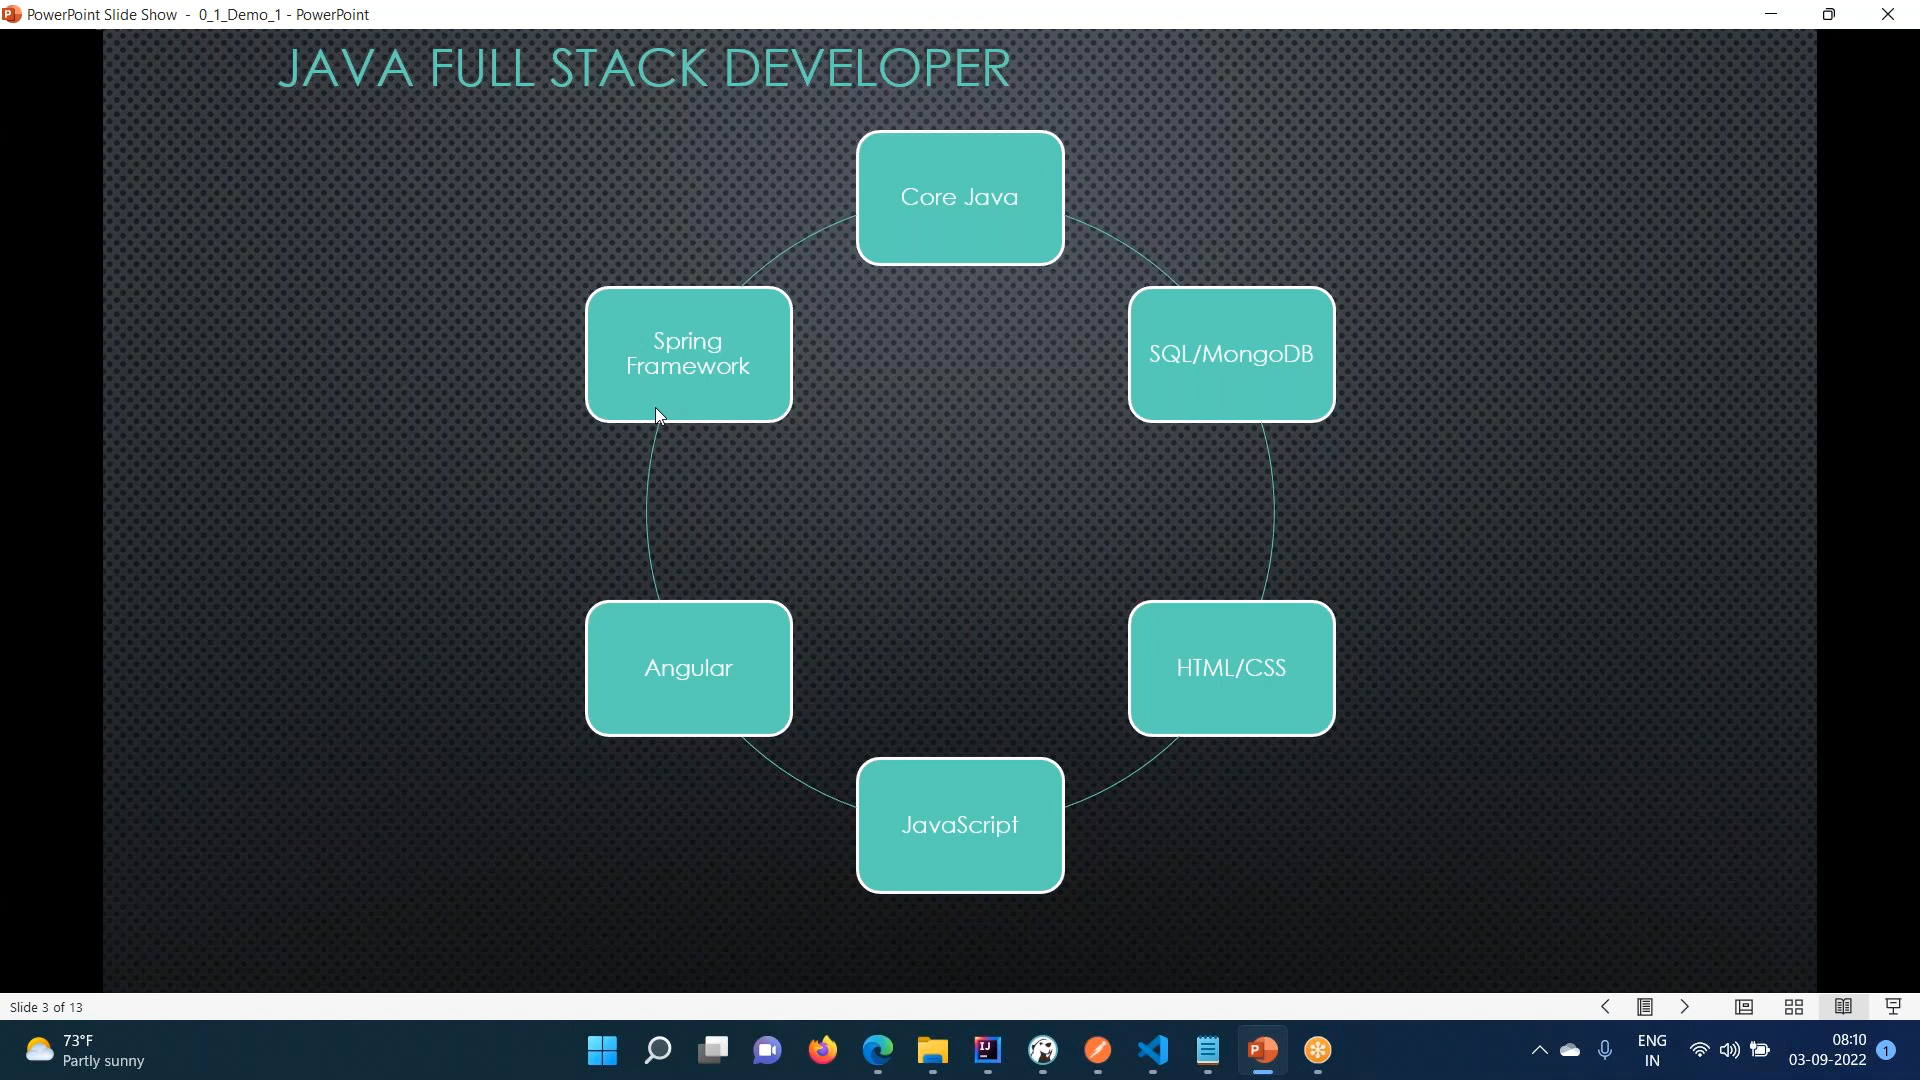 PowerPoint Slide Show - 0_1_Demo_1 - PowerPoint
JAVA FULL STACK DEVELOPER
Core Java
Spring
Framework
SQL/MongoDB
Angular
HTML/CSS
JavaScript
Slide 3 of 13
73°F
Partly sunny
ENG
IN
08:10
03-09-2022
1